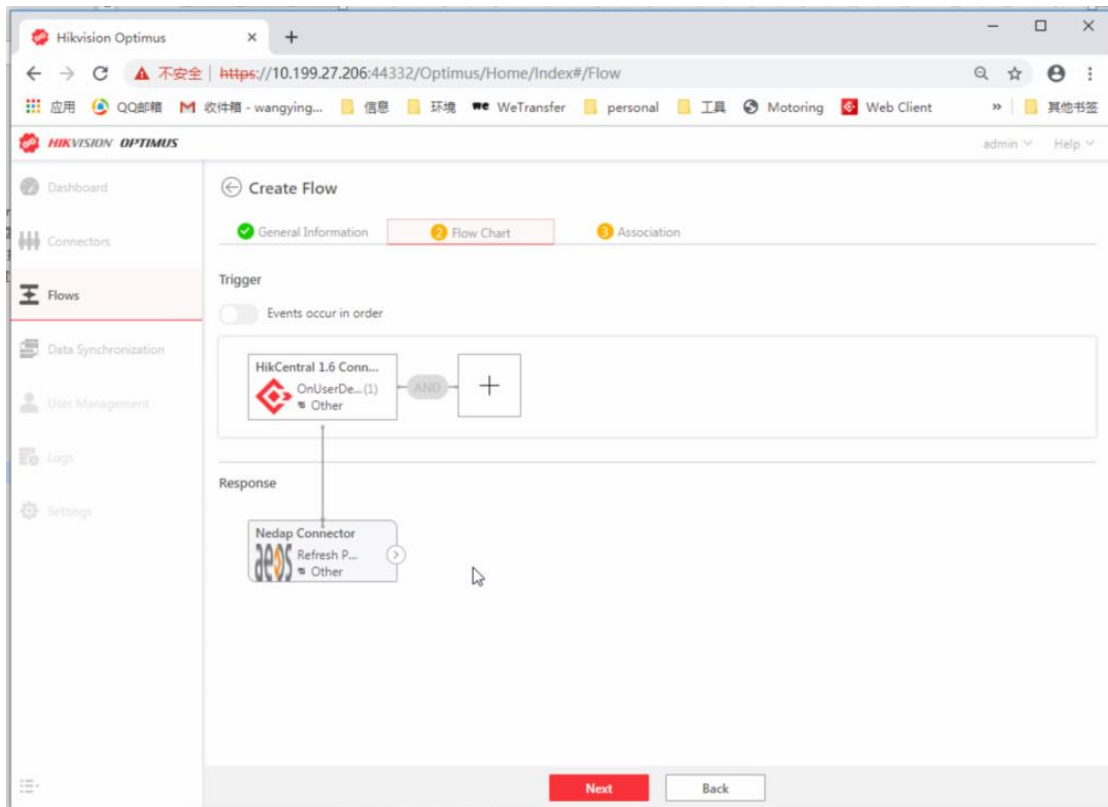 Hikvision Optimus
不安全 | https://10.199.27.206:44332/Optimus/Home/Index#/Flow
应用 QQ邮箱 收件箱 - wangying... 信息 环境 WeTransfer personal 工具 Motoring Web Client » 其他书签
HIKVISION OPTIMUS admin Help
Dashboard
Connectors
Flows
Data Synchronization
User Management
Logs
Settings
Create Flow
General Information 2 Flow Chart 3 Association
Trigger
Events occur in order
HikCentral 1.6 Conn...
OnUserDe...(1)
Other
AND
Response
Nedap Connector
aeos
Refresh P...
Other
Next Back